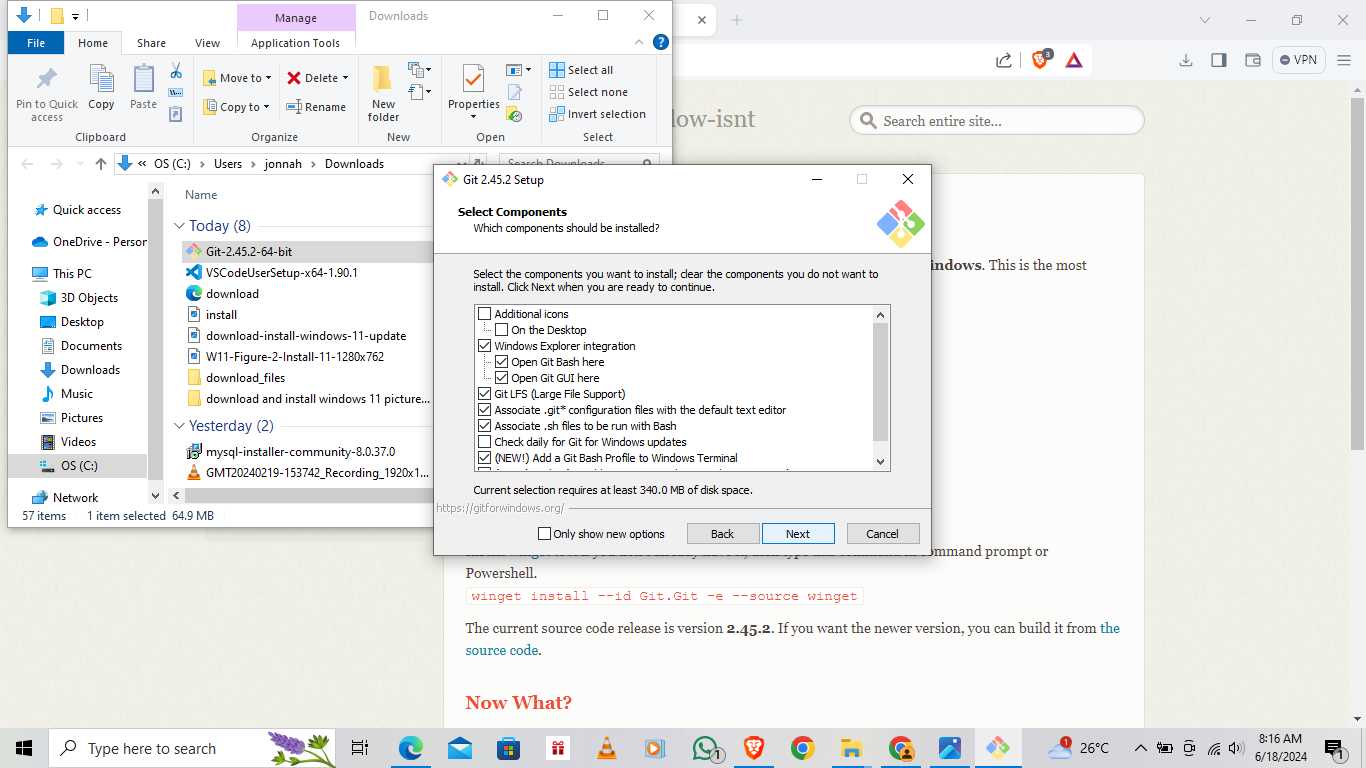 Manage
Downloads
File
Home
Share
View
Application Tools
Pin to Quick access
Copy
Paste
Move to
Copy to
Delete
Rename
New folder
Properties
Select all
Select none
Invert selection
Clipboard
Organize
New
Open
Select
OS (C:)
Users
jonnah
Downloads
Search Downloads
3
VPN
low-isnt
Search entire site...
Quick access
OneDrive - Person
This PC
3D Objects
Desktop
Documents
Downloads
Music
Pictures
Videos
OS (C:)
Network
Name
Today (8)
Git-2.45.2-64-bit
VSCodeUserSetup-x64-1.90.1
download
install
download-install-windows-11-update
W11-Figure-2-Install-11-1280x762
download_files
download and install windows 11 picture...
Yesterday (2)
mysql-installer-community-8.0.37.0
GMT20240219-153742_Recording_1920x1...
57 items
1 item selected 64.9 MB
Git 2.45.2 Setup
Select Components
Which components should be installed?
Select the components you want to install; clear the components you do not want to
install. Click Next when you are ready to continue.
Additional icons
On the Desktop
Windows Explorer integration
Open Git Bash here
Open Git GUI here
Git LFS (Large File Support)
Associate .git* configuration files with the default text editor
Associate .sh files to be run with Bash
Check daily for Git for Windows updates
(NEW!) Add a Git Bash Profile to Windows Terminal
Current selection requires at least 340.0 MB of disk space.
https://gitforwindows.org/
Only show new options
Back
Next
Cancel
indows. This is the most
ommand prompt or
Powershell.
winget install --id Git.Git -e --source winget
The current source code release is version 2.45.2. If you want the newer version, you can build it from the
source code.
Now What?
Type here to search
1
1
26°C
8:16 AM
6/18/2024
1